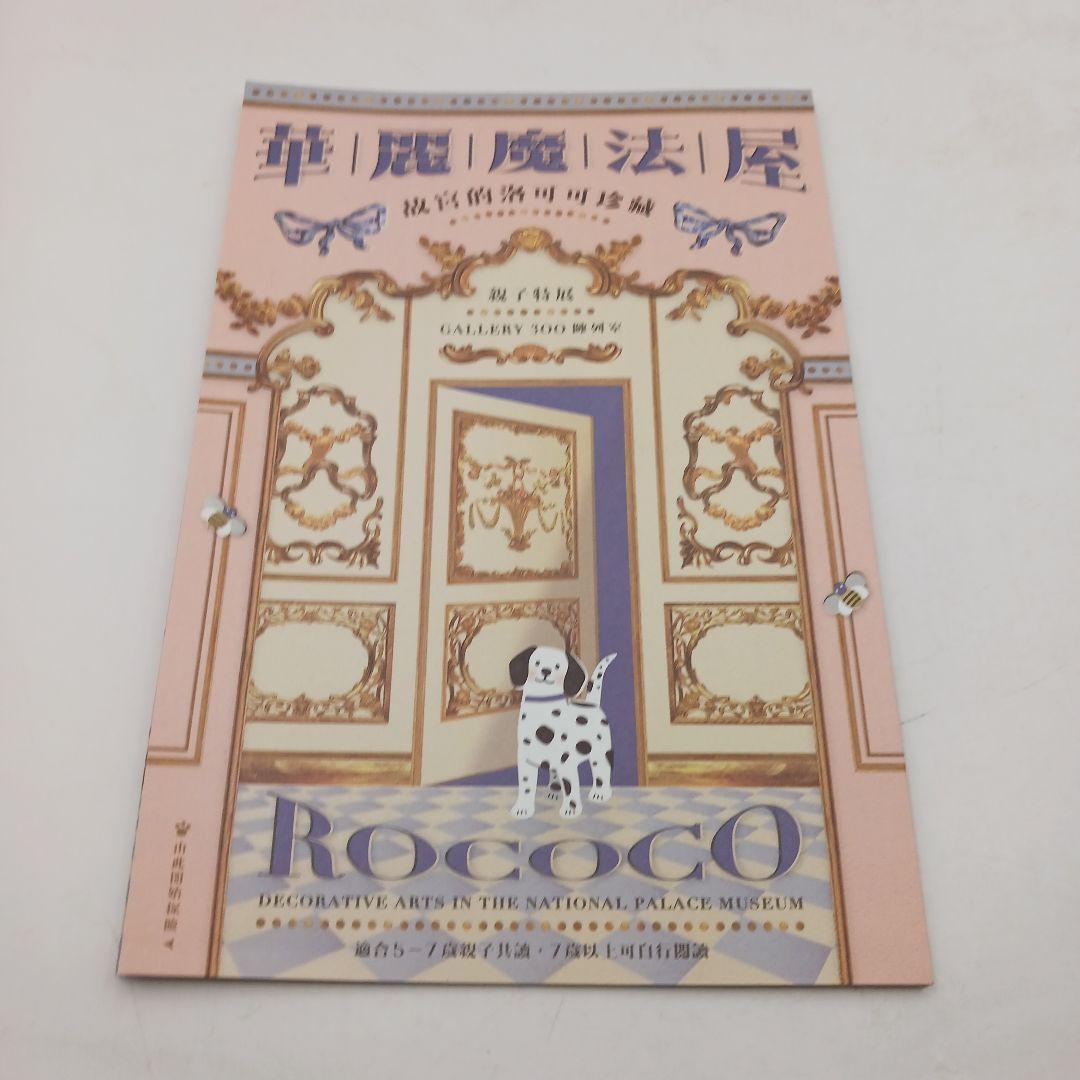 華|麗|魔|法|屋
故宮的洛可可珍藏
親子特展
GALLERY 300 陳列室
ROCOCO
DECORATIVE ARTS IN THE NATIONAL PALACE MUSEUM
適合5-7歲親子共讀·7歲以上可自行閱讀